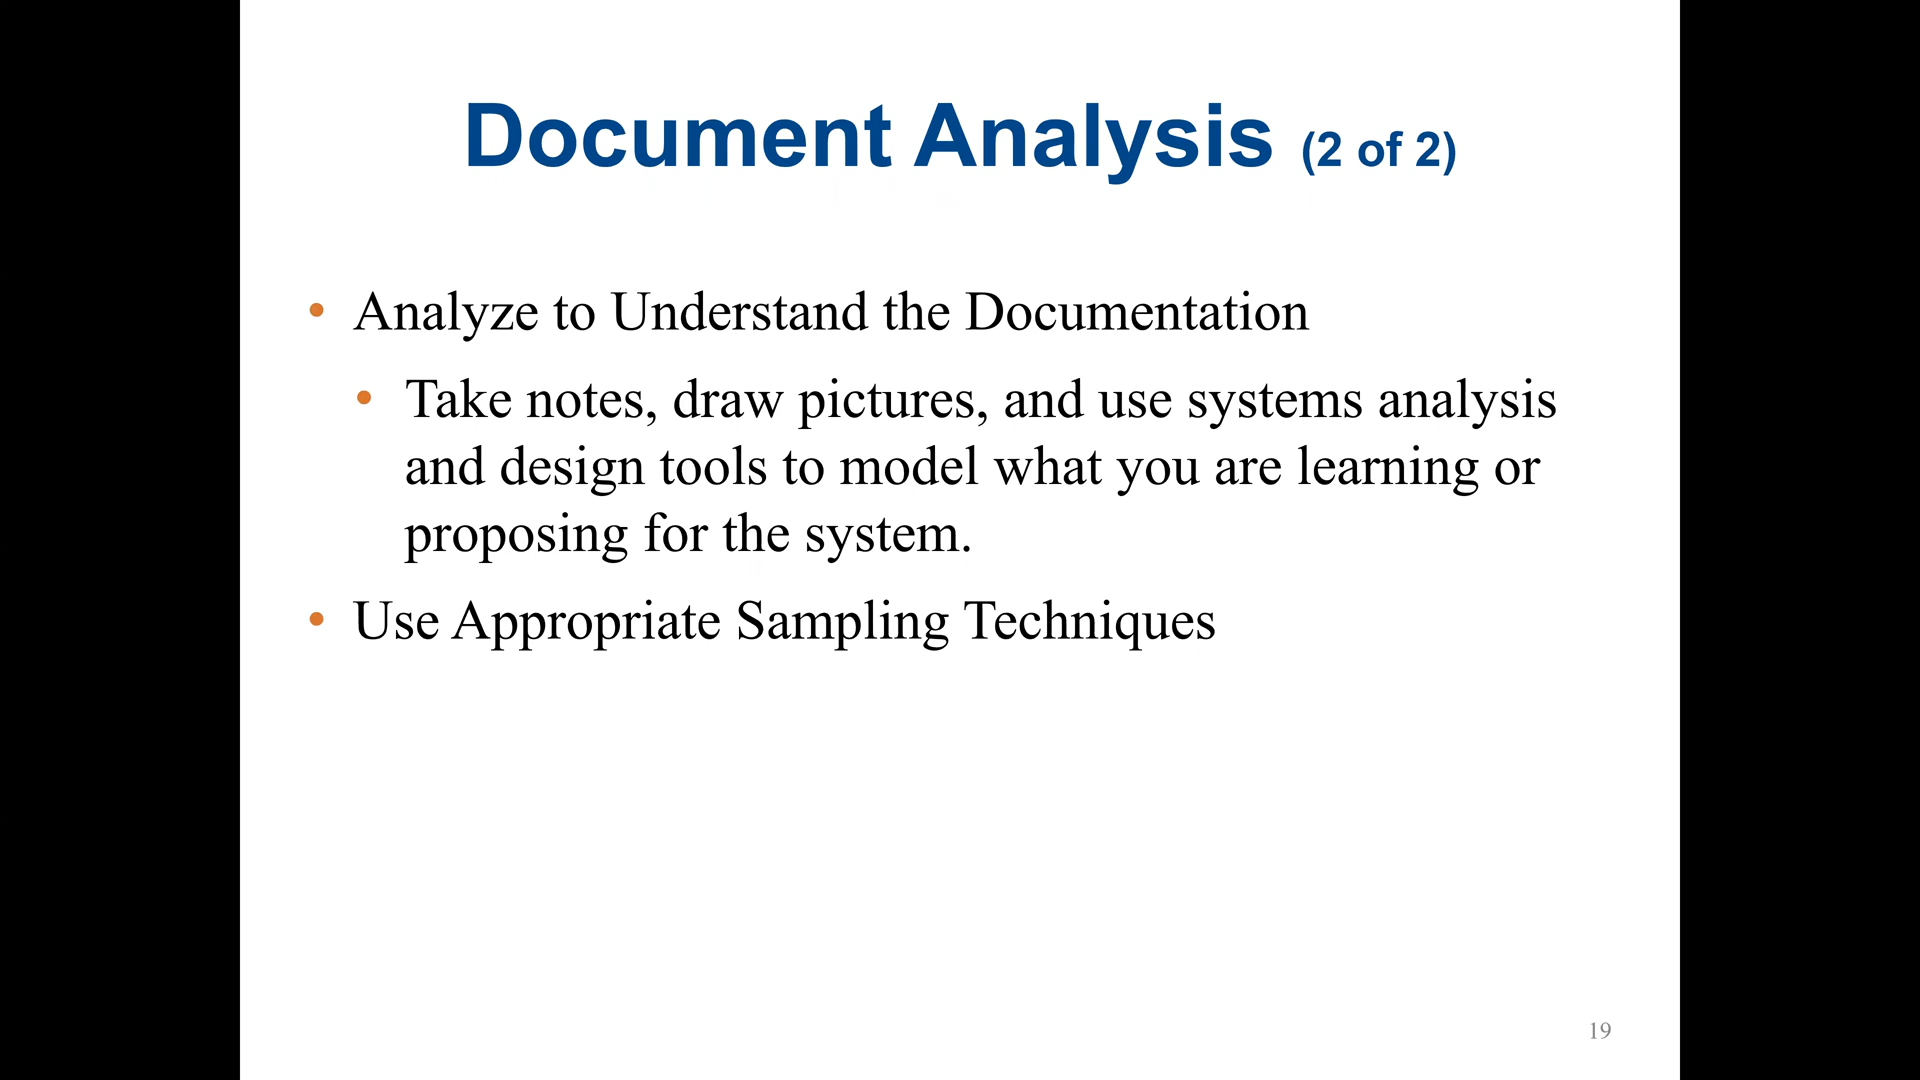 Document Analysis (2 of 2)
• Analyze to Understand the Documentation
• Take notes, draw pictures, and use systems analysis
and design tools to model what you are learning or
proposing for the system.
• Use Appropriate Sampling Techniques
19